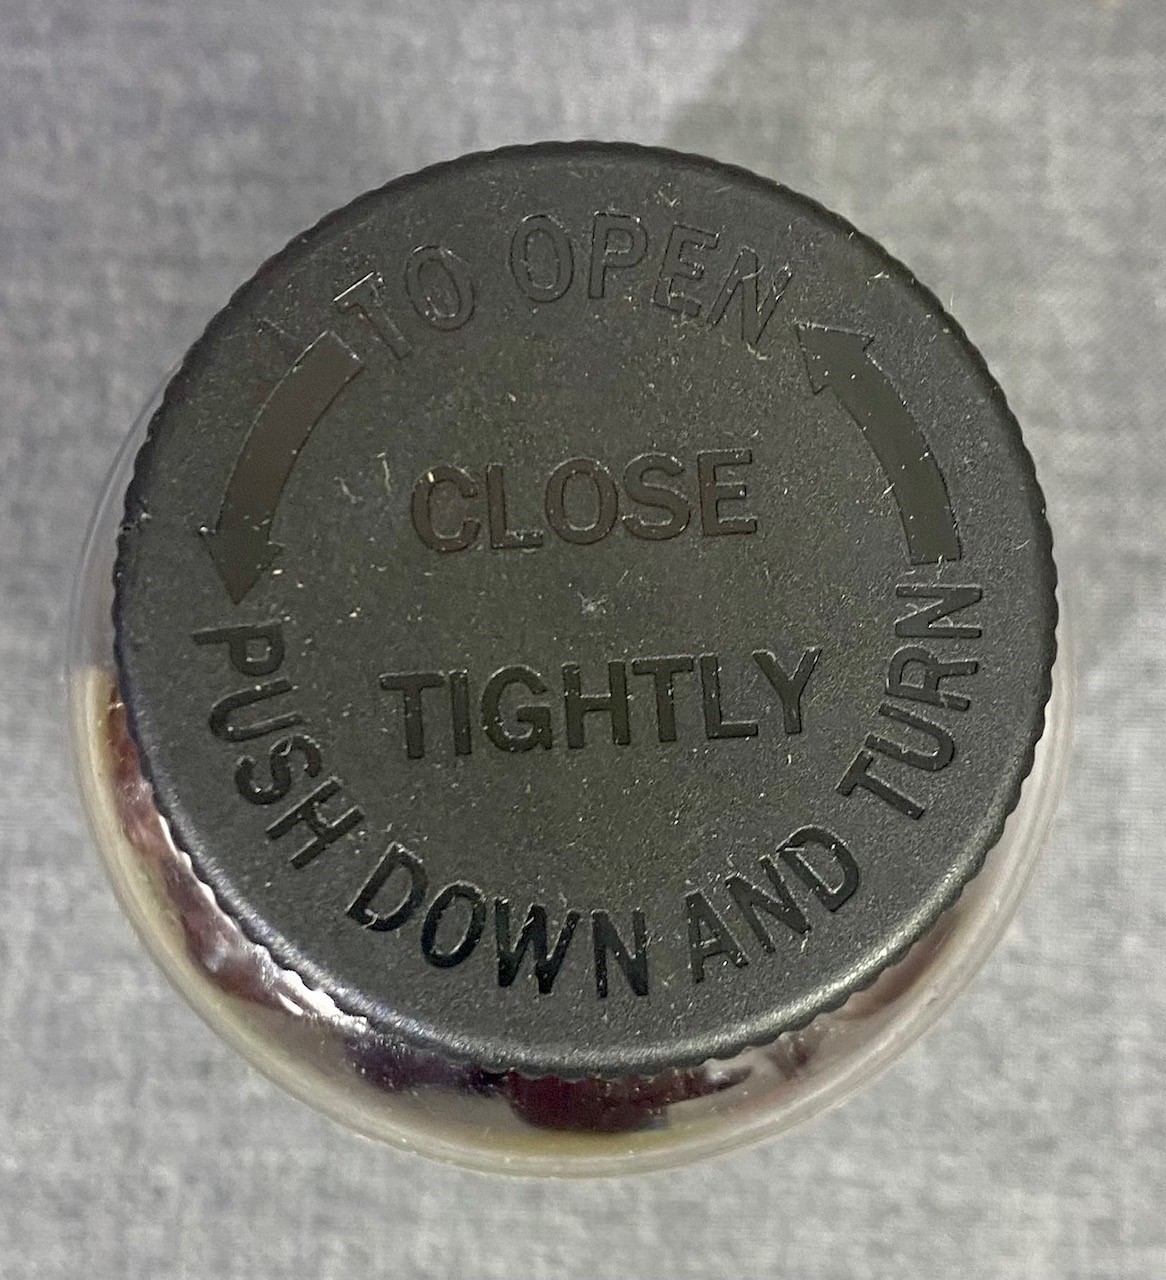 TO OPEN
CLOSE
TIGHTLY
PUSH DOWN AND TURN